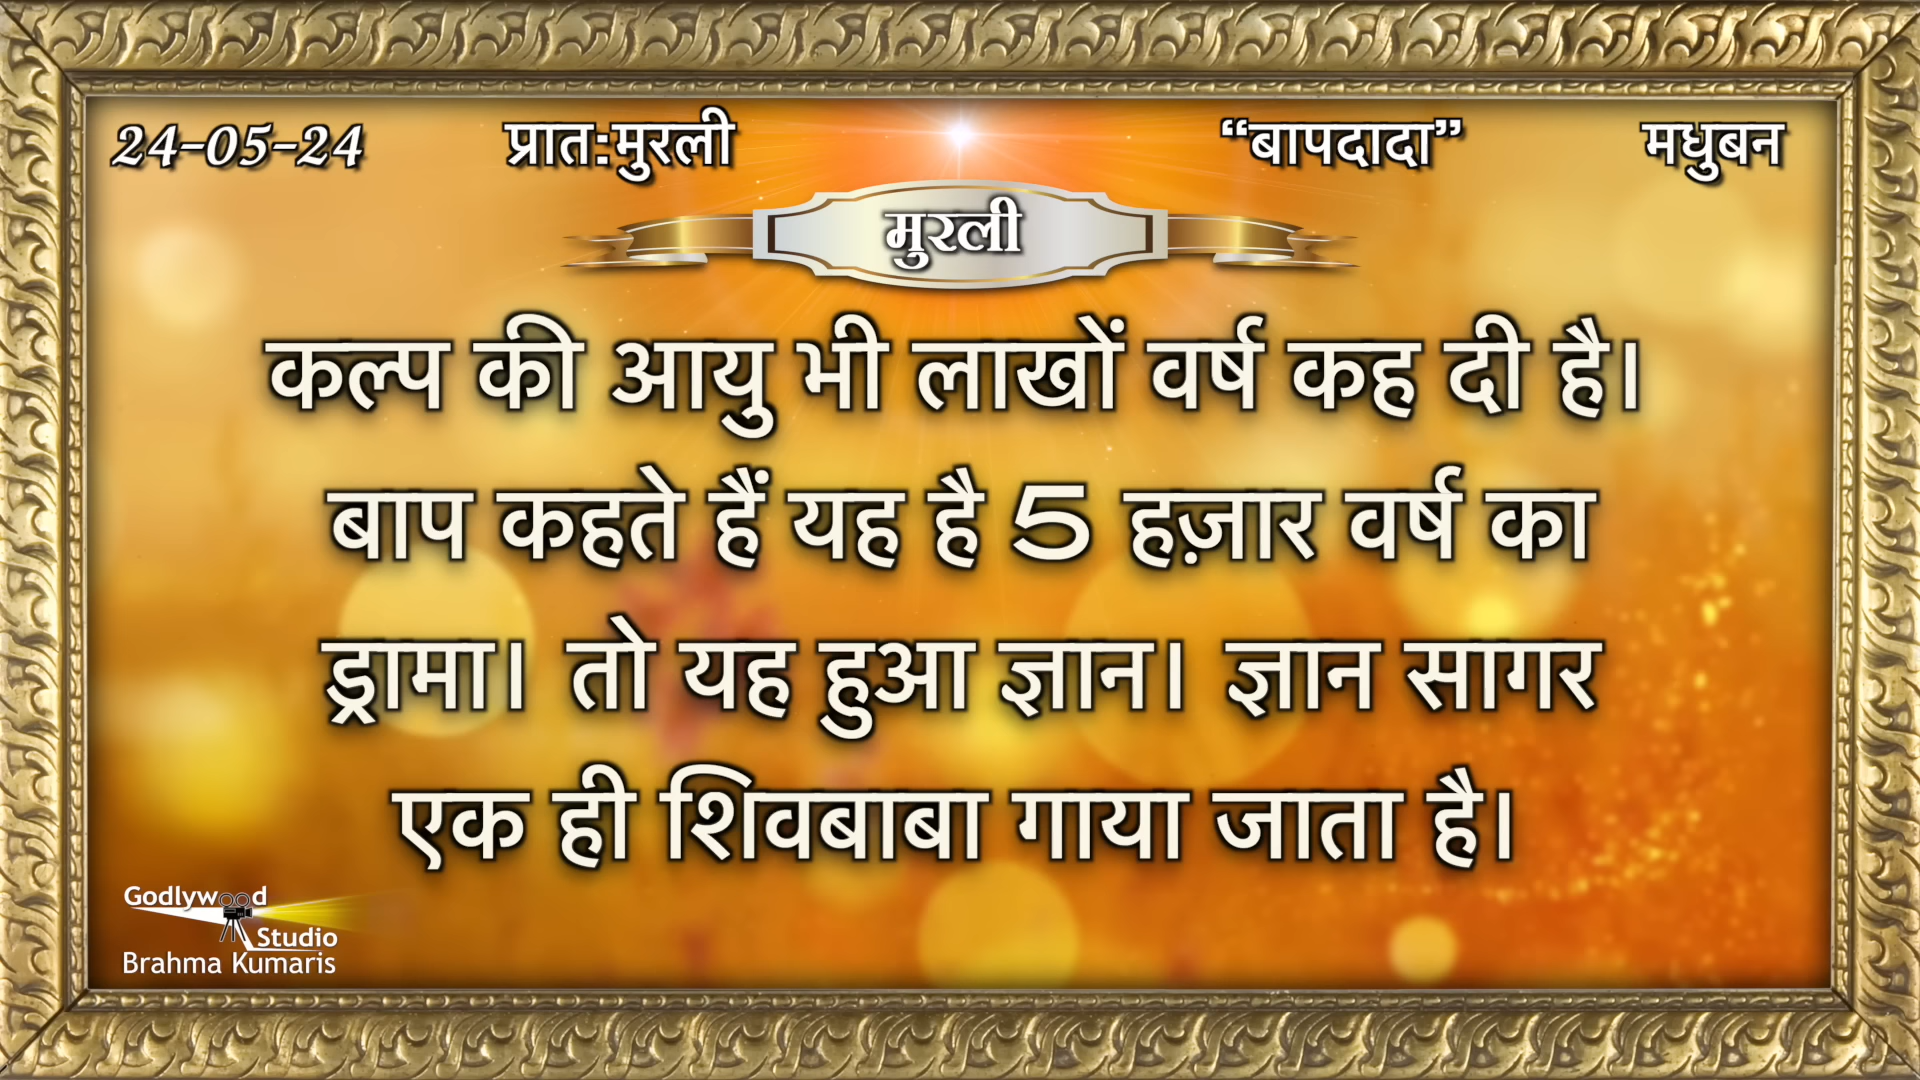 24-05-24 प्रात:मुरली “बापदादा” मधुबन
मुरली
कल्प की आयु भी लाखों वर्ष कह दी है।
बाप कहते हैं यह है 5 हज़ार वर्ष का
ड्रामा। तो यह हुआ ज्ञान। ज्ञान सागर
एक ही शिवबाबा गाया जाता है।
Godlywood
Studio
Brahma Kumaris